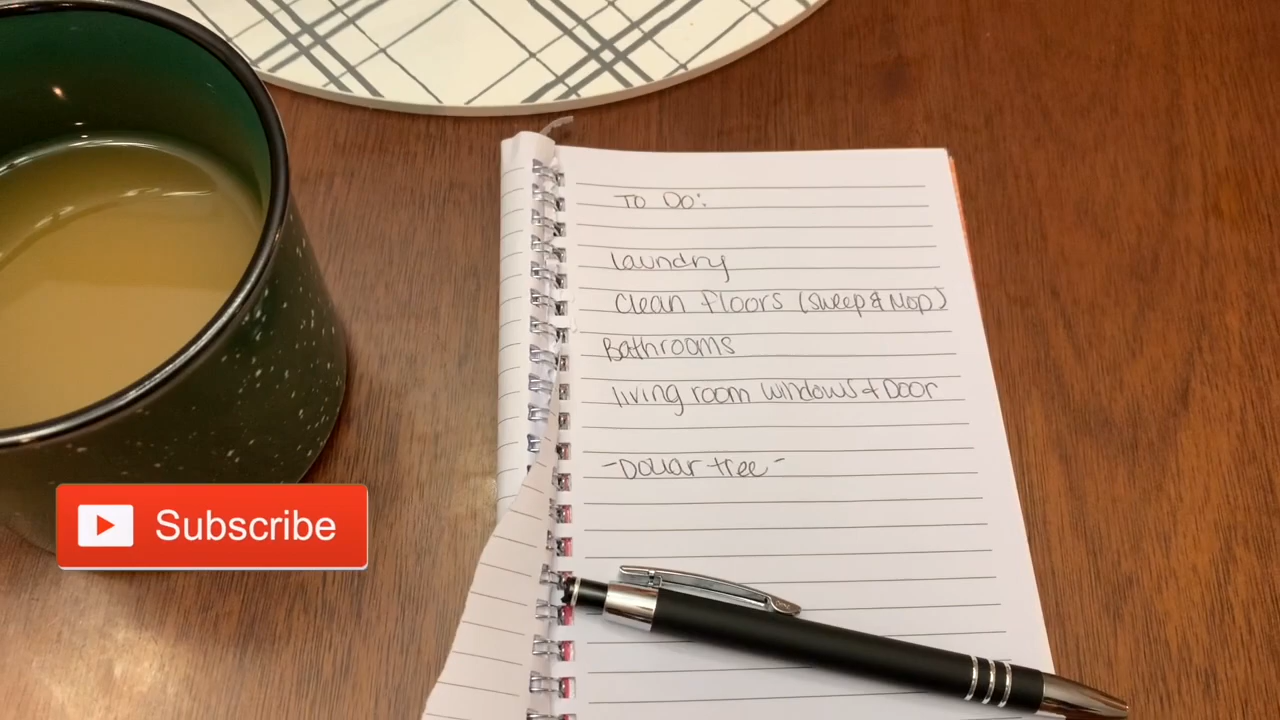 To Do:
laundry
Clean Floors (Sweep & Mop)
Bathrooms
living room windows & Door
-Dollar tree-
Subscribe